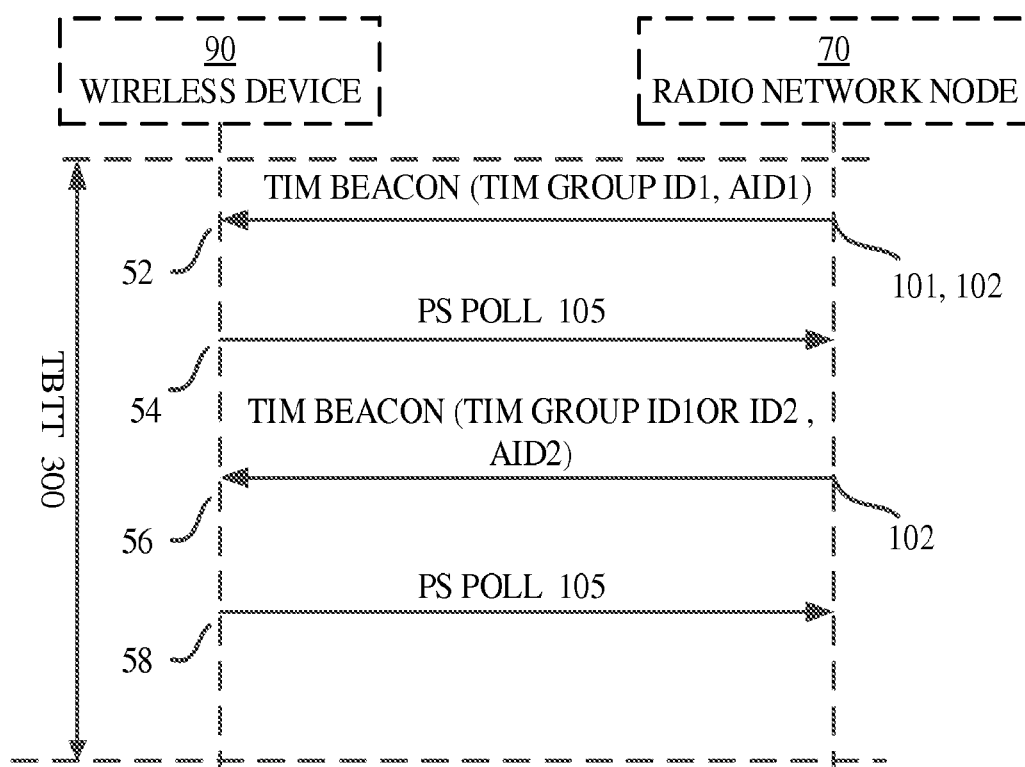 90
WIRELESS DEVICE
70
RADIO NETWORK NODE
TIM BEACON (TIM GROUP ID1, AID1)
52
101, 102
PS POLL 105
54
TIM BEACON (TIM GROUP ID1OR ID2 ,
AID2)
TBTT 300
56
102
PS POLL 105
58